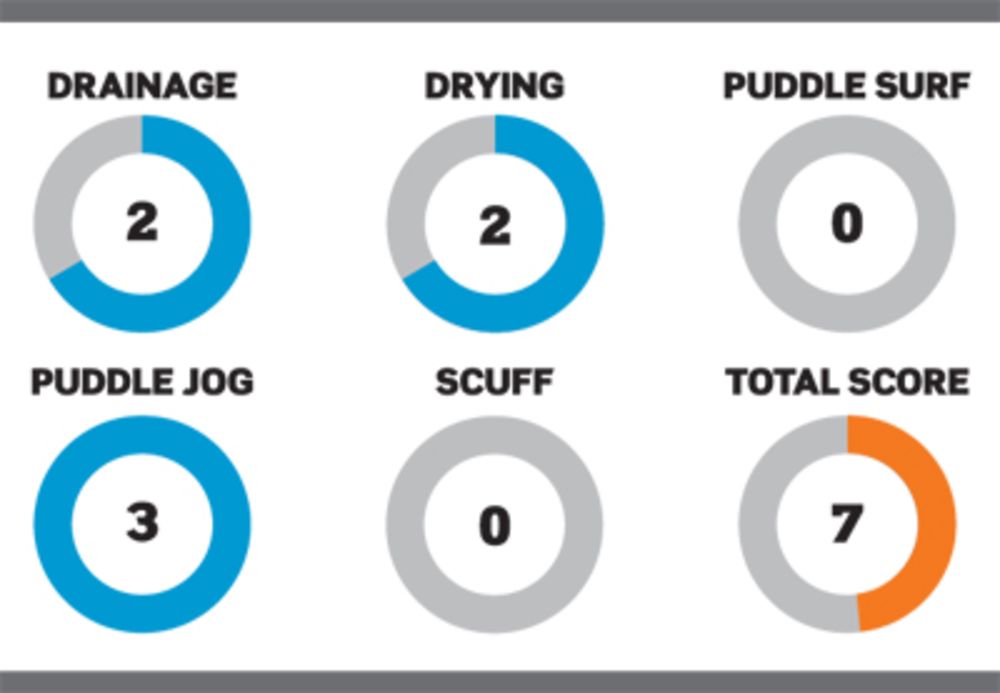 DRAINAGE DRYING PUDDLE SURF
2 2 0
PUDDLE JOG SCUFF TOTAL SCORE
3 0 7